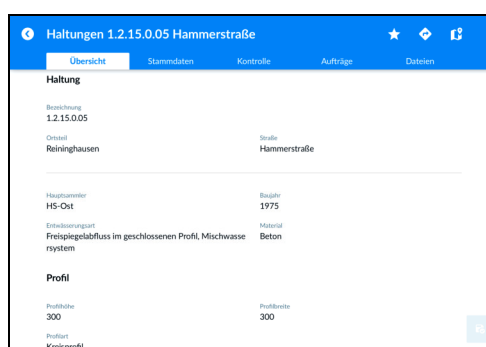 Haltungen 1.2.15.0.05 Hammerstraße
Übersicht Stammdaten Kontrolle Aufträge Dateien
Haltung
Bezeichnung
1.2.15.0.05
Ortsteil Straße
Reininghausen Hammerstraße
Hauptsammler Baujahr
HS-Ost 1975
Entwässerungsart Material
Freispiegelabfluss im geschlossenen Profil, Mischwasse Beton
rsystem
Profil
Profilhöhe Profilbreite
300 300
Profilart
Kreisprofil